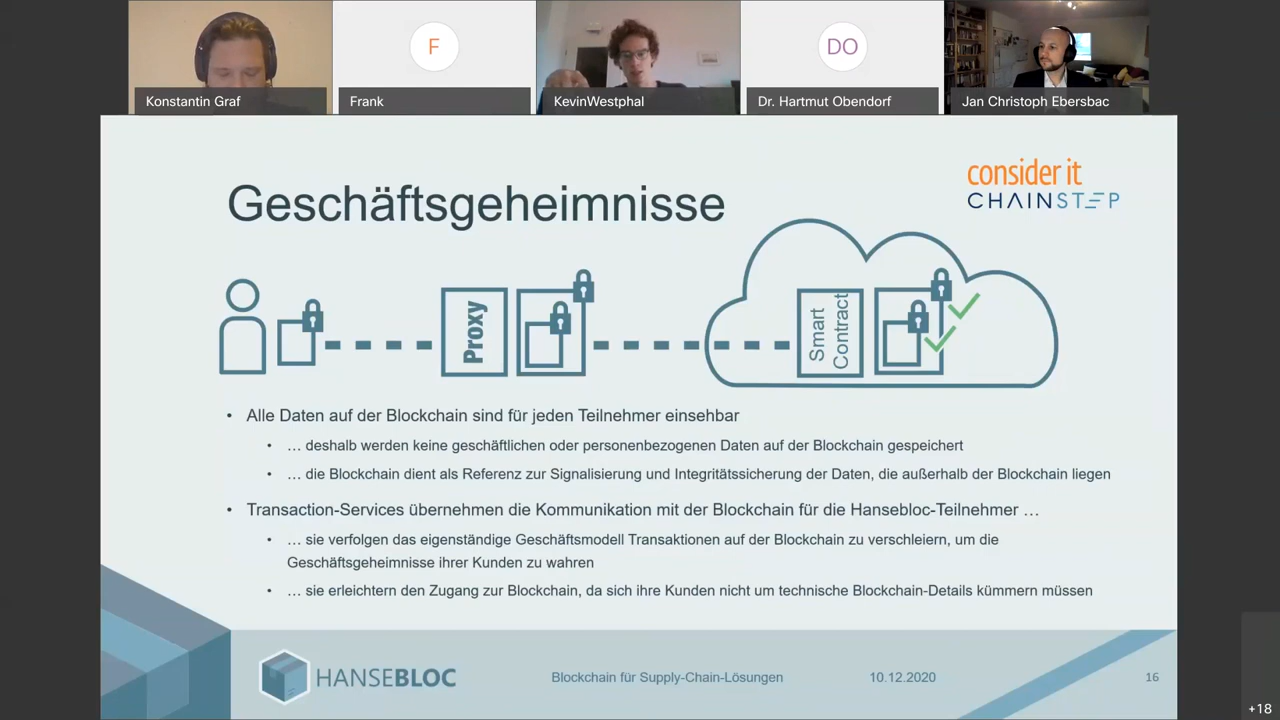 F
DO
Konstantin Graf
Frank
KevinWestphal
Dr. Hartmut Obendorf
Jan Christoph Ebersbac
consider it
CHAINSTEP
Geschäftsgeheimnisse
Proxy
Smart
Contract
• Alle Daten auf der Blockchain sind für jeden Teilnehmer einsehbar
• … deshalb werden keine geschäftlichen oder personenbezogenen Daten auf der Blockchain gespeichert
• … die Blockchain dient als Referenz zur Signalisierung und Integritätssicherung der Daten, die außerhalb der Blockchain liegen
• Transaction-Services übernehmen die Kommunikation mit der Blockchain für die Hansebloc-Teilnehmer …
• … sie verfolgen das eigenständige Geschäftsmodell Transaktionen auf der Blockchain zu verschleiern, um die
Geschäftsgeheimnisse ihrer Kunden zu wahren
• … sie erleichtern den Zugang zur Blockchain, da sich ihre Kunden nicht um technische Blockchain-Details kümmern müssen
HANSEBLOC
Blockchain für Supply-Chain-Lösungen
10.12.2020
16
+18